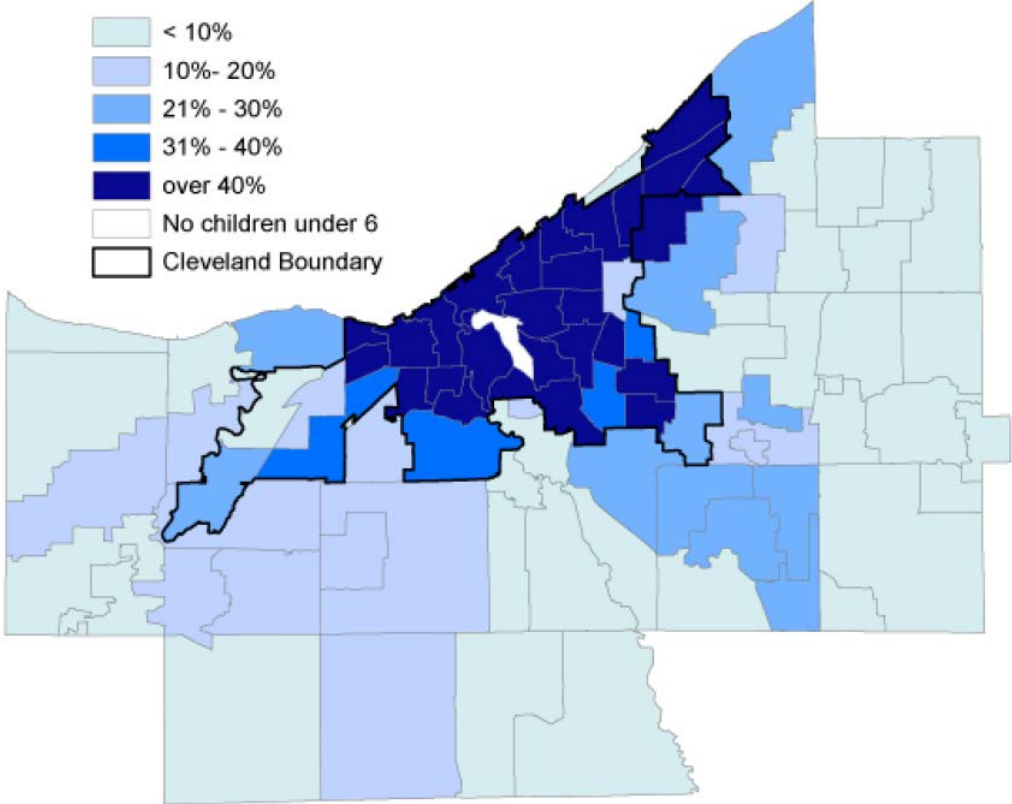 < 10%
10%- 20%
21% - 30%
31% - 40%
over 40%
No children under 6
Cleveland Boundary